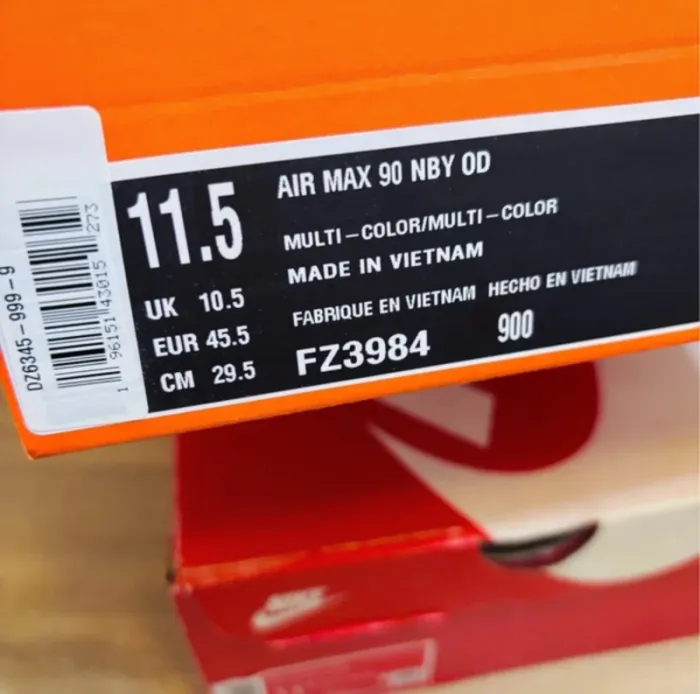 11.5
AIR MAX 90 NBY OD
MULTI-COLOR/MULTI-COLOR
MADE IN VIETNAM
UK 10.5
EUR 45.5
CM 29.5
FABRIQUE EN VIETNAM HECHO EN VIETNAM
FZ3984
900
DZ6345-999-9
1 96151 43015 273
NIKE